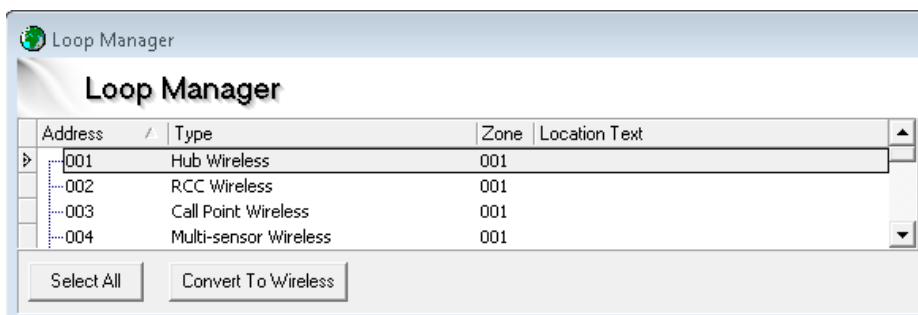 Loop Manager
Loop Manager
Address Type Zone Location Text
001 Hub Wireless 001
002 RCC Wireless 001
003 Call Point Wireless 001
004 Multi-sensor Wireless 001
Select All Convert To Wireless